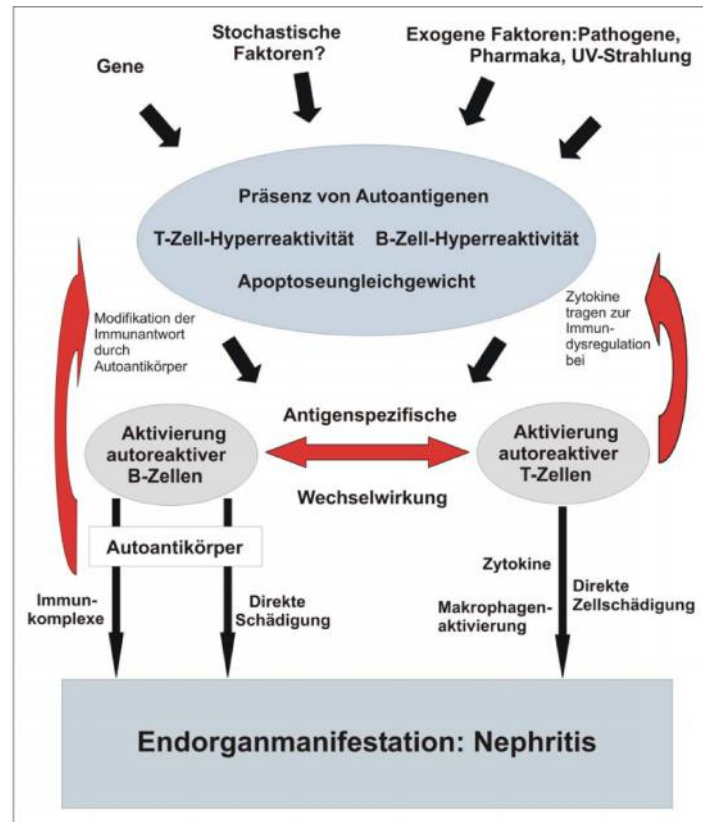 Stochastische
Faktoren?
Exogene Faktoren:Pathogene,
Pharmaka, UV-Strahlung
Gene
Präsenz von Autoantigenen
T-Zell-Hyperreaktivität B-Zell-Hyperreaktivität
Apoptoseungleichgewicht
Modifikation der
Immunantwort
durch
Autoantikörper
Zytokine
tragen zur
Immun-
dysregulation
bei
Aktivierung
autoreaktiver
B-Zellen
Antigenspezifische
Wechselwirkung
Aktivierung
autoreaktiver
T-Zellen
Autoantikörper
Immun-
komplexe
Direkte
Schädigung
Zytokine
Makrophagen-
aktivierung
Direkte
Zellschädigung
Endorganmanifestation: Nephritis